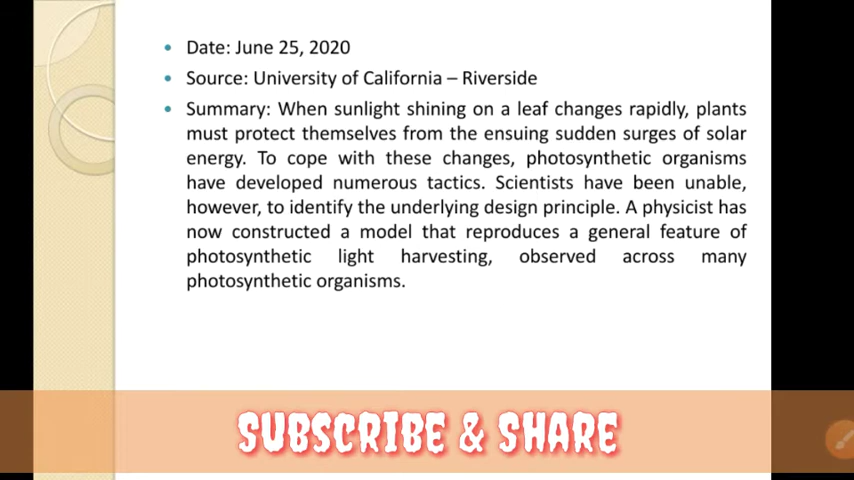 Date: June 25, 2020
Source: University of California – Riverside
Summary: When sunlight shining on a leaf changes rapidly, plants
must protect themselves from the ensuing sudden surges of solar
energy. To cope with these changes, photosynthetic organisms
have developed numerous tactics. Scientists have been unable,
however, to identify the underlying design principle. A physicist has
now constructed a model that reproduces a general feature of
photosynthetic light harvesting, observed across many
photosynthetic organisms.
SUBSCRIBE & SHARE